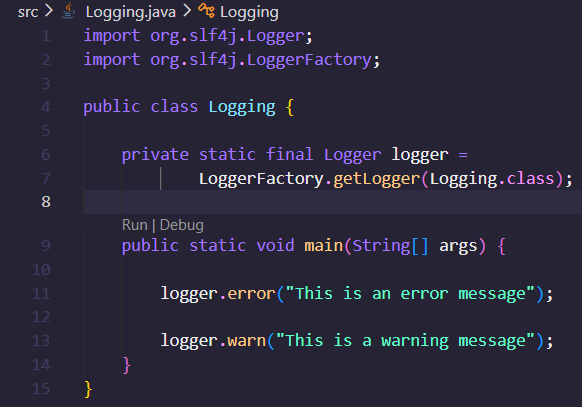 src > Logging.java > Logging
1 import org.slf4j.Logger;
2 import org.slf4j.LoggerFactory;
3
4 public class Logging {
5
6     private static final Logger logger =
7             LoggerFactory.getLogger(Logging.class);
8
Run | Debug
9     public static void main(String[] args) {
10
11         logger.error("This is an error message");
12
13         logger.warn("This is a warning message");
14     }
15 }